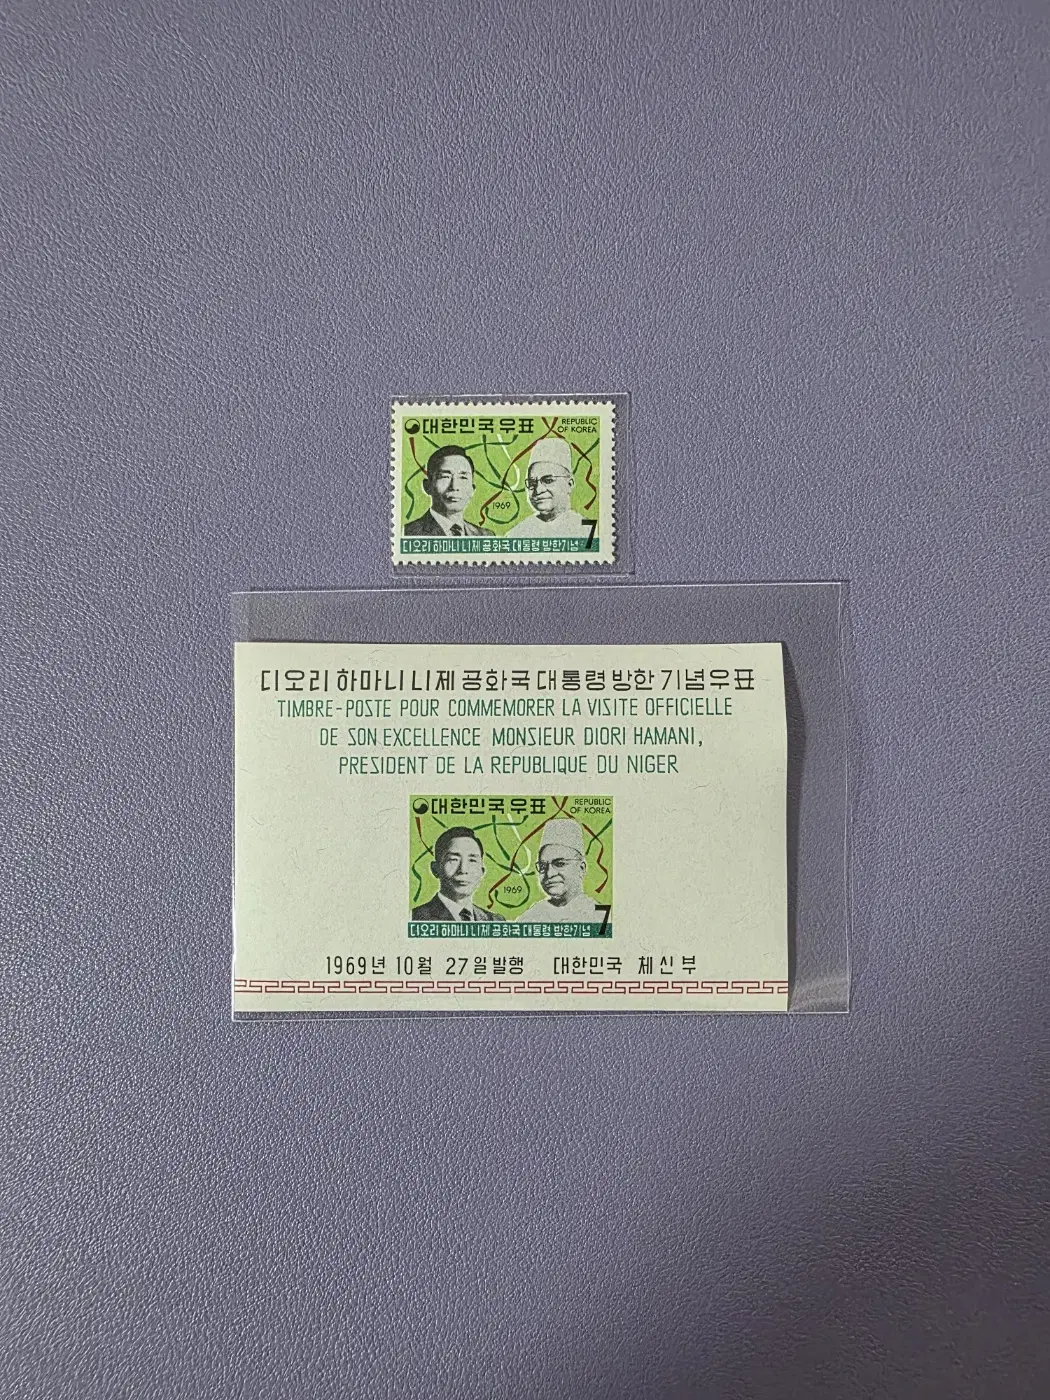 대한민국우표
REPUBLIC
OF KOREA
1969
7
디오리 하마니 니제 공화국 대통령 방한기념
디오리 하마니 니제 공화국 대통령 방한 기념우표
TIMBRE-POSTE POUR COMMEMORER LA VISITE OFFICIELLE
DE SON EXCELLENCE MONSIEUR DIORI HAMANI,
PRESIDENT DE LA REPUBLIQUE DU NIGER
대한민국우표
REPUBLIC
OF KOREA
1969
7
디오리 하마니 니제 공화국 대통령 방한기념
1969년 10월 27일발행 대한민국 체신부